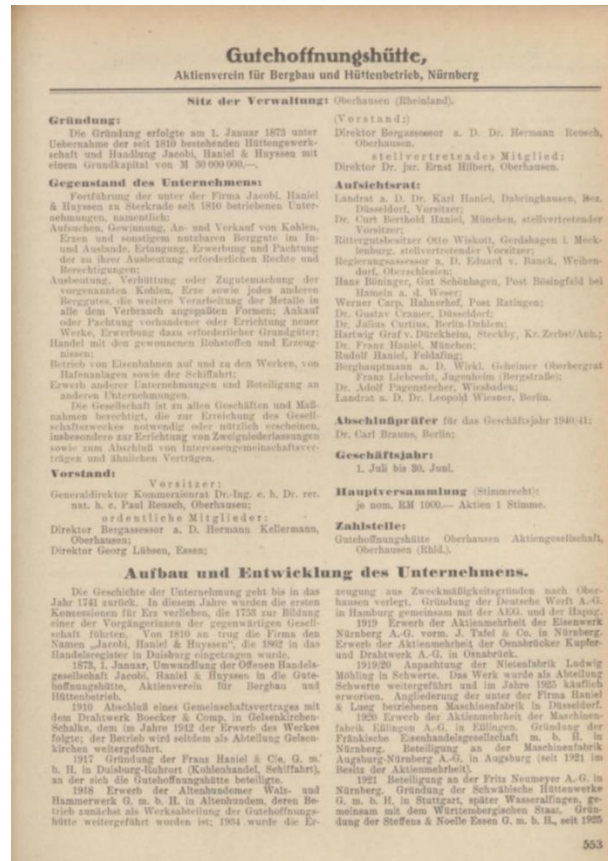 Gutehoffnungshütte,
Aktienverein für Bergbau und Hüttenbetrieb, Nürnberg
Sitz der Verwaltung: Oberhausen (Rheinland).
Gründung:
Die Gründung erfolgte am 1. Januar 1873 unter
Uebernahme der seit 1810 bestehenden Hüttengewerk-
schaft und Handlung Jacobi, Haniel & Huyssen mit
einem Grundkapital von M 30 000 000.—.
Gegenstand des Unternehmens:
Fortführung der unter der Firma Jacobi, Haniel
& Huyssen zu Sterkrade seit 1810 betriebenen Unter-
nehmungen, namentlich:
Aufsuchen, Gewinnung, An- und Verkauf von Kohlen,
Erzen und sonstigem nutzbaren Berggute im In-
und Auslande, Erlangung, Erwerbung und Pachtung
der zu ihrer Ausbeutung erforderlichen Rechte und
Berechtigungen;
Ausbeutung, Verhüttung oder Zugutemachung der
vorgenannten Kohlen, Erze sowie jedes anderen
Berggutes, die weitere Verarbeitung der Metalle in
alle dem Verbrauch angepaßten Formen; Ankauf
oder Pachtung vorhandener oder Errichtung neuer
Werke, Erwerbung dazu erforderlicher Grundgüter;
Handel mit den gewonnenen Rohstoffen und Erzeug-
nissen;
Betrieb von Eisenbahnen auf und zu den Werken, von
Hafenanlagen sowie der Schiffahrt;
Erwerb anderer Unternehmungen und Beteiligung an
anderen Unternehmungen.
Die Gesellschaft ist zu allen Geschäften und Maß-
nahmen berechtigt, die zur Erreichung des Gesell-
schaftszweckes notwendig oder nützlich erscheinen,
insbesondere zur Errichtung von Zweigniederlassungen
sowie zum Abschluß von Interessengemeinschaftsver-
trägen und ähnlichen Verträgen.
Vorstand:
Vorsitzer:
Generaldirektor Kommerzienrat Dr.-Ing. e. h. Dr. rer.
nat. h. c. Paul Reusch, Oberhausen;
ordentliche Mitglieder:
Direktor Bergassessor a. D. Hermann Kellermann,
Oberhausen;
Direktor Georg Lübsen, Essen;
(Vorstand:)
Direktor Bergassessor a. D. Dr. Hermann Reusch,
Oberhausen.
stellvertretendes Mitglied:
Direktor Dr. jur. Ernst Hilbert, Oberhausen.
Aufsichtsrat:
Landrat a. D. Dr. Karl Haniel, Dabringhausen, Bez.
Düsseldorf, Vorsitzer;
Dr. Curt Berthold Haniel, München, stellvertretender
Vorsitzer;
Rittergutsbesitzer Otto Wiskott, Gerdshagen i. Meck-
lenburg, stellvertretender Vorsitzer;
Regierungsassessor a. D. Eduard v. Ranck, Weihen-
dorf, Oberschlesien;
Hans Böninger, Gut Schönhagen, Post Bösingfeld bei
Hameln a. d. Weser;
Werner Carp, Hahnerhof, Post Ratingen;
Dr. Gustav Cramer, Düsseldorf;
Dr. Julius Curtius, Berlin-Dahlem;
Hartwig Graf v. Dürckheim, Steckby, Kr. Zerbst/Anh.;
Dr. Franz Haniel, München;
Rudolf Haniel, Feldafing;
Berghauptmann a. D. Wirkl. Geheimer Oberbergrat
Franz Liebrecht, Jugenheim (Bergstraße);
Dr. Adolf Pagenstecher, Wiesbaden;
Landrat a. D. Dr. Leopold Wiesner, Berlin.
Abschlußprüfer für das Geschäftsjahr 1940/41:
Dr. Carl Brauns, Berlin;
Geschäftsjahr:
1. Juli bis 30. Juni.
Hauptversammlung (Stimmrecht):
je nom. RM 1000.— Aktien 1 Stimme.
Zahlstelle:
Gutehoffnungshütte Oberhausen Aktiengesellschaft,
Oberhausen (Rhld.).
Aufbau und Entwicklung des Unternehmens.
Die Geschichte der Unternehmung geht bis in das
Jahr 1741 zurück. In diesem Jahre wurden die ersten
Konzessionen für Erz verliehen, die 1753 zur Bildung
einer der Vorgängerinnen der gegenwärtigen Gesell-
schaft führten. Von 1810 an trug die Firma den
Namen „Jacobi, Haniel & Huyssen", die 1862 in das
Handelsregister in Duisburg eingetragen wurde.
1873, 1. Januar, Umwandlung der Offenen Handels-
gesellschaft Jacobi, Haniel & Huyssen in die Gute-
hoffnungshütte, Aktienverein für Bergbau und
Hüttenbetrieb.
1910 Abschluß eines Gemeinschaftsvertrages mit
dem Drahtwerk Boecker & Comp. in Gelsenkirchen-
Schalke, dem im Jahre 1912 der Erwerb des Werkes
folgte; der Betrieb wird seitdem als Abteilung Gelsen-
kirchen weitergeführt.
1917 Gründung der Franz Haniel & Cie. G. m.
b. H. in Duisburg-Ruhrort (Kohlenhandel, Schiffahrt),
an der sich die Gutehoffnungshütte beteiligte.
1918 Erwerb der Altenhundemer Walz- und
Hammerwerk G. m. b. H. in Altenhundem, deren Be-
trieb zunächst als Werksabteilung der Gutehoffnungs-
hütte weitergeführt worden ist; 1934 wurde die Er-
zeugung aus Zweckmäßigkeitsgründen nach Ober-
hausen verlegt. Gründung der Deutsche Werft A.-G.
in Hamburg gemeinsam mit der AEG. und der Hapag.
1919 Erwerb der Aktienmehrheit der Eisenwerk
Nürnberg A.-G. vorm. J. Tafel & Co. in Nürnberg.
Erwerb der Aktienmehrheit der Osnabrücker Kupfer-
und Drahtwerk A.-G. in Osnabrück.
1919/20 Anpachtung der Nietenfabrik Ludwig
Möhling in Schwerte. Das Werk wurde als Abteilung
Schwerte weitergeführt und im Jahre 1925 käuflich
erworben. Angliederung der unter der Firma Haniel
& Lueg betriebenen Maschinenfabrik in Düsseldorf.
1920 Erwerb der Aktienmehrheit der Maschinen-
fabrik Eßlingen A.-G. in Eßlingen. Gründung der
Fränkische Eisenhandelsgesellschaft m. b. H. in
Nürnberg. Beteiligung an der Maschinenfabrik
Augsburg-Nürnberg A.-G. in Augsburg (seit 1921 im
Besitz der Aktienmehrheit).
1921 Beteiligung an der Fritz Neumeyer A.-G. in
Nürnberg. Gründung der Schwäbische Hüttenwerke
G. m. b. H. in Stuttgart, später Wasseralfingen, ge-
meinsam mit dem Württembergischen Staat. Grün-
dung der Steffens & Noelle Essen G. m. b. H., seit 1925
553